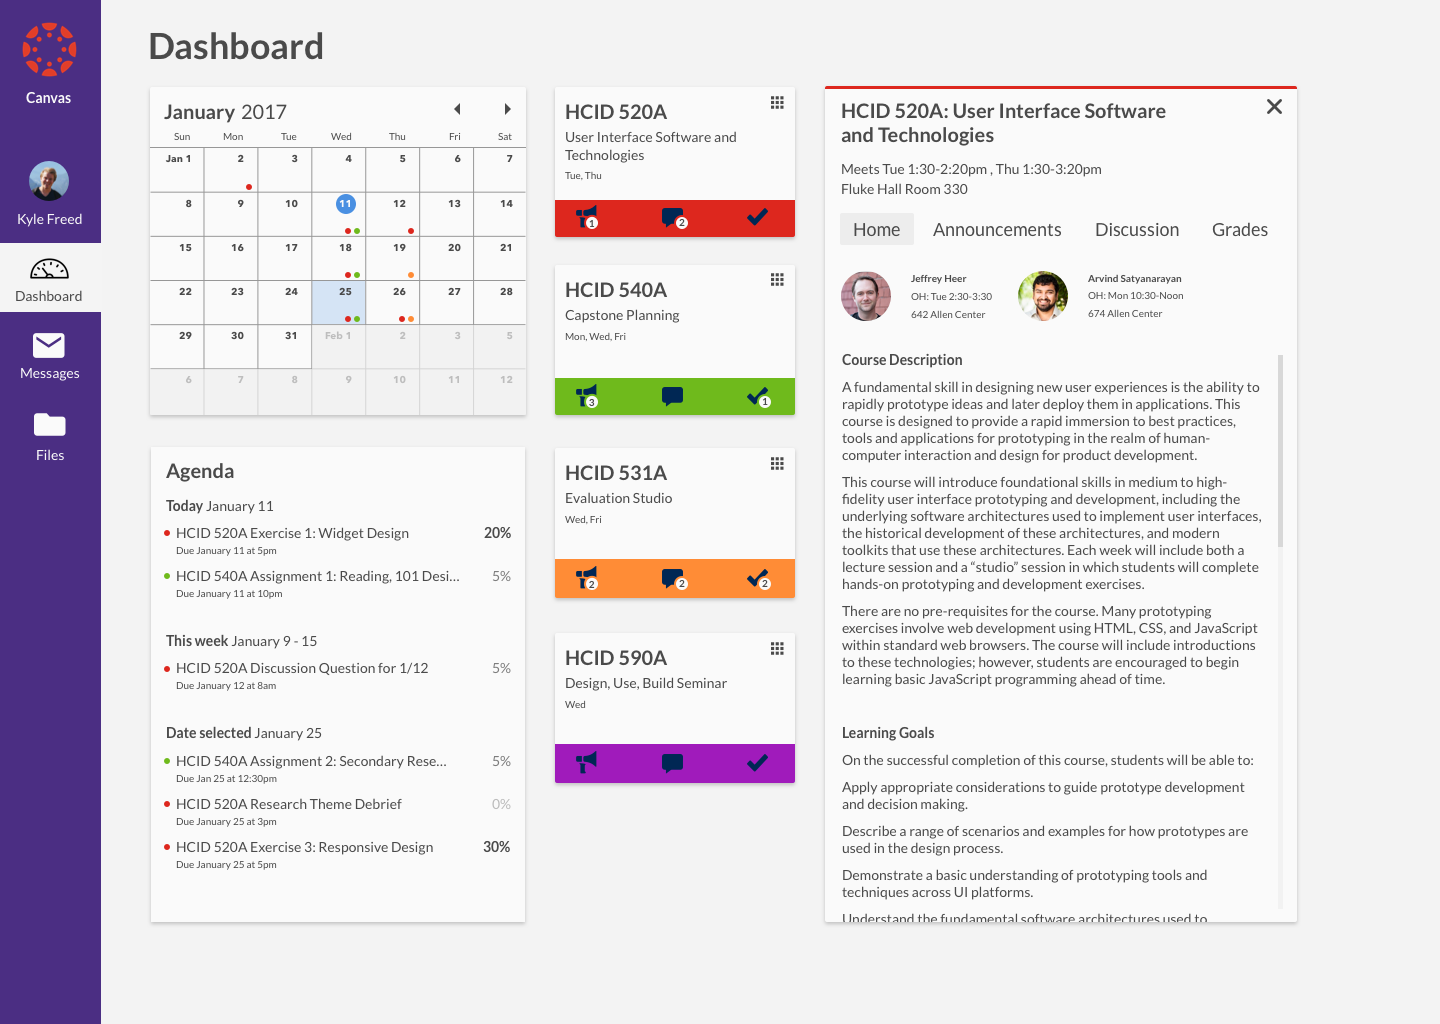 Canvas
Kyle Freed
Dashboard
Messages
Files
Dashboard
January 2017
Sun Mon Tue Wed Thu Fri Sat
Jan 1 2 3 4 5 6 7
8 9 10 11 12 13 14
15 16 17 18 19 20 21
22 23 24 25 26 27 28
29 30 31 Feb 1 2 3 5
6 7 8 9 10 11 12
Agenda
Today January 11
HCID 520A Exercise 1: Widget Design 20%
Due January 11 at 5pm
HCID 540A Assignment 1: Reading, 101 Desi... 5%
Due January 11 at 10pm
This week January 9 - 15
HCID 520A Discussion Question for 1/12 5%
Due January 12 at 8am
Date selected January 25
HCID 540A Assignment 2: Secondary Rese... 5%
Due Jan 25 at 12:30pm
HCID 520A Research Theme Debrief 0%
Due January 25 at 3pm
HCID 520A Exercise 3: Responsive Design 30%
Due January 25 at 5pm
HCID 520A
User Interface Software and
Technologies
Tue, Thu
1 2
HCID 540A
Capstone Planning
Mon, Wed, Fri
3 1
HCID 531A
Evaluation Studio
Wed, Fri
2 2 2
HCID 590A
Design, Use, Build Seminar
Wed
HCID 520A: User Interface Software
and Technologies
Meets Tue 1:30-2:20pm , Thu 1:30-3:20pm
Fluke Hall Room 330
Home Announcements Discussion Grades
Jeffrey Heer
OH: Tue 2:30-3:30
642 Allen Center
Arvind Satyanarayan
OH: Mon 10:30-Noon
674 Allen Center
Course Description
A fundamental skill in designing new user experiences is the ability to
rapidly prototype ideas and later deploy them in applications. This
course is designed to provide a rapid immersion to best practices,
tools and applications for prototyping in the realm of human-
computer interaction and design for product development.
This course will introduce foundational skills in medium to high-
fidelity user interface prototyping and development, including the
underlying software architectures used to implement user interfaces,
the historical development of these architectures, and modern
toolkits that use these architectures. Each week will include both a
lecture session and a “studio” session in which students will complete
hands-on prototyping and development exercises.
There are no pre-requisites for the course. Many prototyping
exercises involve web development using HTML, CSS, and JavaScript
within standard web browsers. The course will include introductions
to these technologies; however, students are encouraged to begin
learning basic JavaScript programming ahead of time.
Learning Goals
On the successful completion of this course, students will be able to:
Apply appropriate considerations to guide prototype development
and decision making.
Describe a range of scenarios and examples for how prototypes are
used in the design process.
Demonstrate a basic understanding of prototyping tools and
techniques across UI platforms.
Understand the fundamental software architectures used to